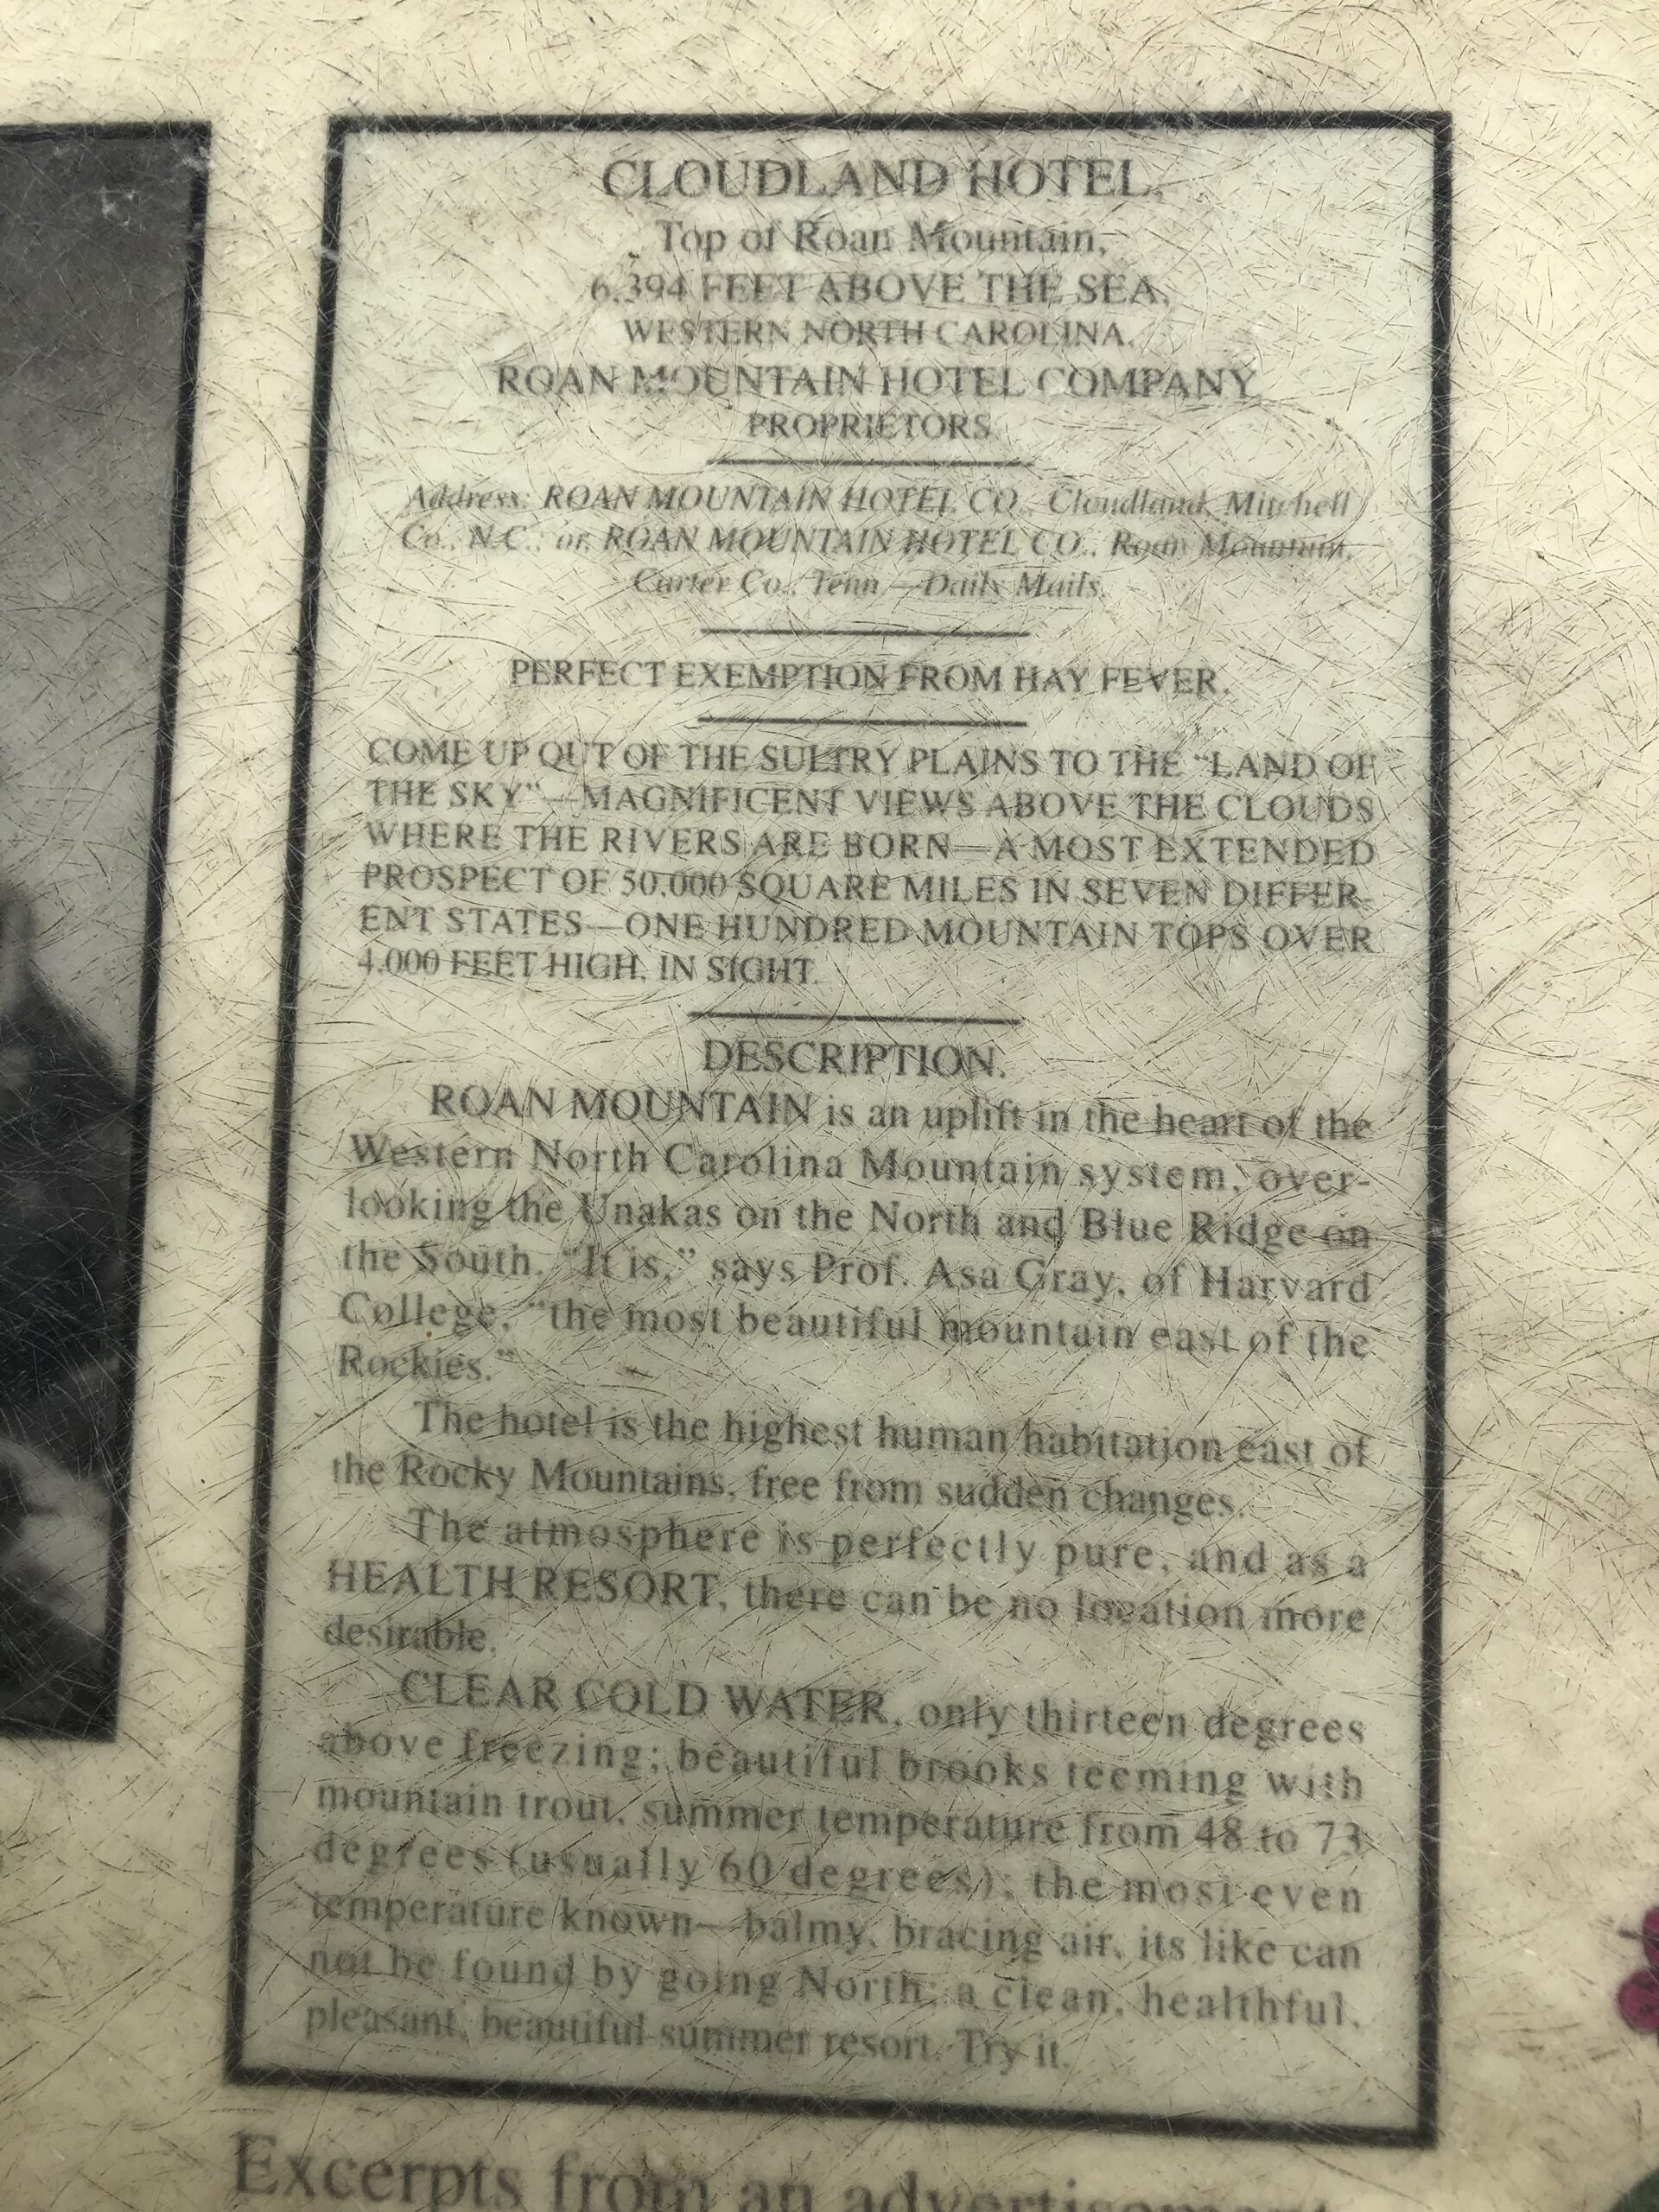 CLOUDLAND HOTEL.
Top of Roan Mountain,
6,394 FEET ABOVE THE SEA,
WESTERN NORTH CAROLINA.
ROAN MOUNTAIN HOTEL COMPANY,
PROPRIETORS.
Address: ROAN MOUNTAIN HOTEL CO., Cloudland, Mitchell
Co., N.C.; or, ROAN MOUNTAIN HOTEL CO., Roan Mountain,
Carter Co., Tenn.—Daily Mails.
PERFECT EXEMPTION FROM HAY FEVER.
COME UP OUT OF THE SULTRY PLAINS TO THE "LAND OF
THE SKY"—MAGNIFICENT VIEWS ABOVE THE CLOUDS
WHERE THE RIVERS ARE BORN—A MOST EXTENDED
PROSPECT OF 50,000 SQUARE MILES IN SEVEN DIFFER-
ENT STATES—ONE HUNDRED MOUNTAIN TOPS OVER
4,000 FEET HIGH, IN SIGHT.
DESCRIPTION.
ROAN MOUNTAIN is an uplift in the heart of the
Western North Carolina Mountain system, over-
looking the Unakas on the North and Blue Ridge on
the South. "It is," says Prof. Asa Gray, of Harvard
College, "the most beautiful mountain east of the
Rockies."
The hotel is the highest human habitation east of
the Rocky Mountains, free from sudden changes.
The atmosphere is perfectly pure, and as a
HEALTH RESORT, there can be no location more
desirable.
CLEAR COLD WATER, only thirteen degrees
above freezing; beautiful brooks teeming with
mountain trout, summer temperature from 48 to 73
degrees (usually 60 degrees); the most even
temperature known—balmy, bracing air, its like can
not be found by going North; a clean, healthful,
pleasant, beautiful summer resort. Try it.
Excerpts from an advertisement